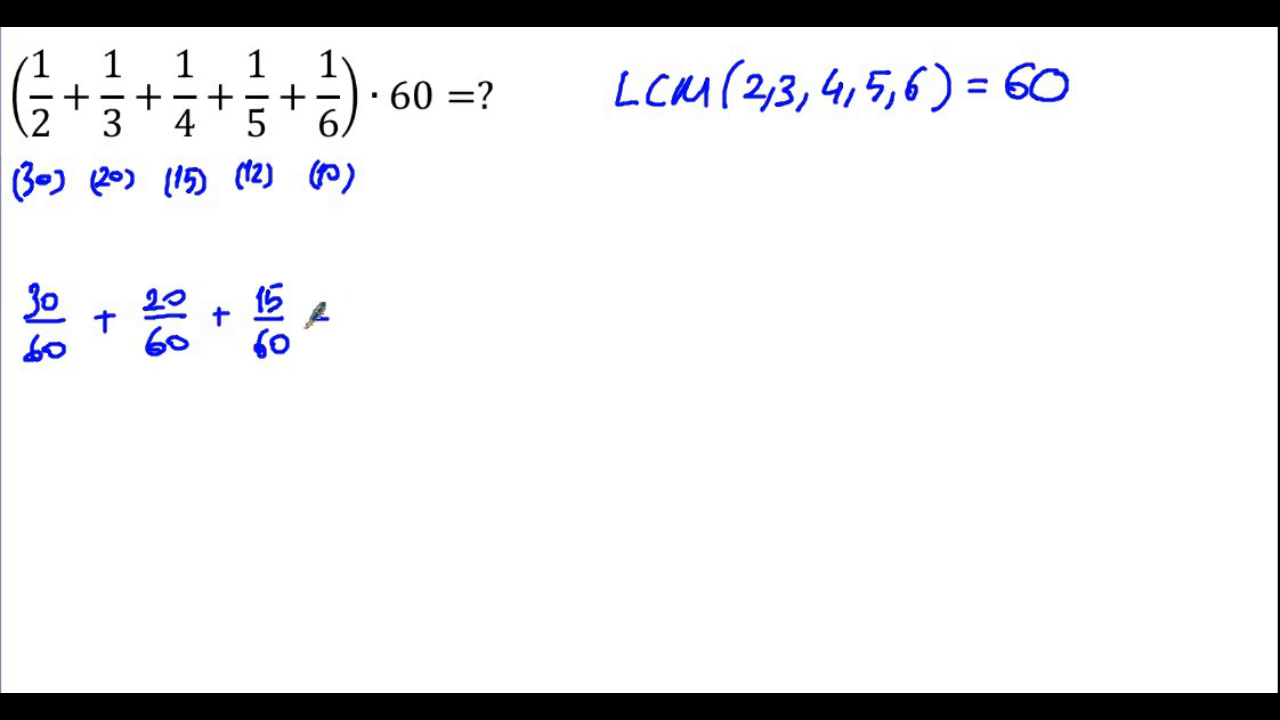 (1/2 + 1/3 + 1/4 + 1/5 + 1/6) · 60 =?
LCM(2,3,4,5,6) = 60
(30) (20) (15) (12) (10)
30/60 + 20/60 + 15/60